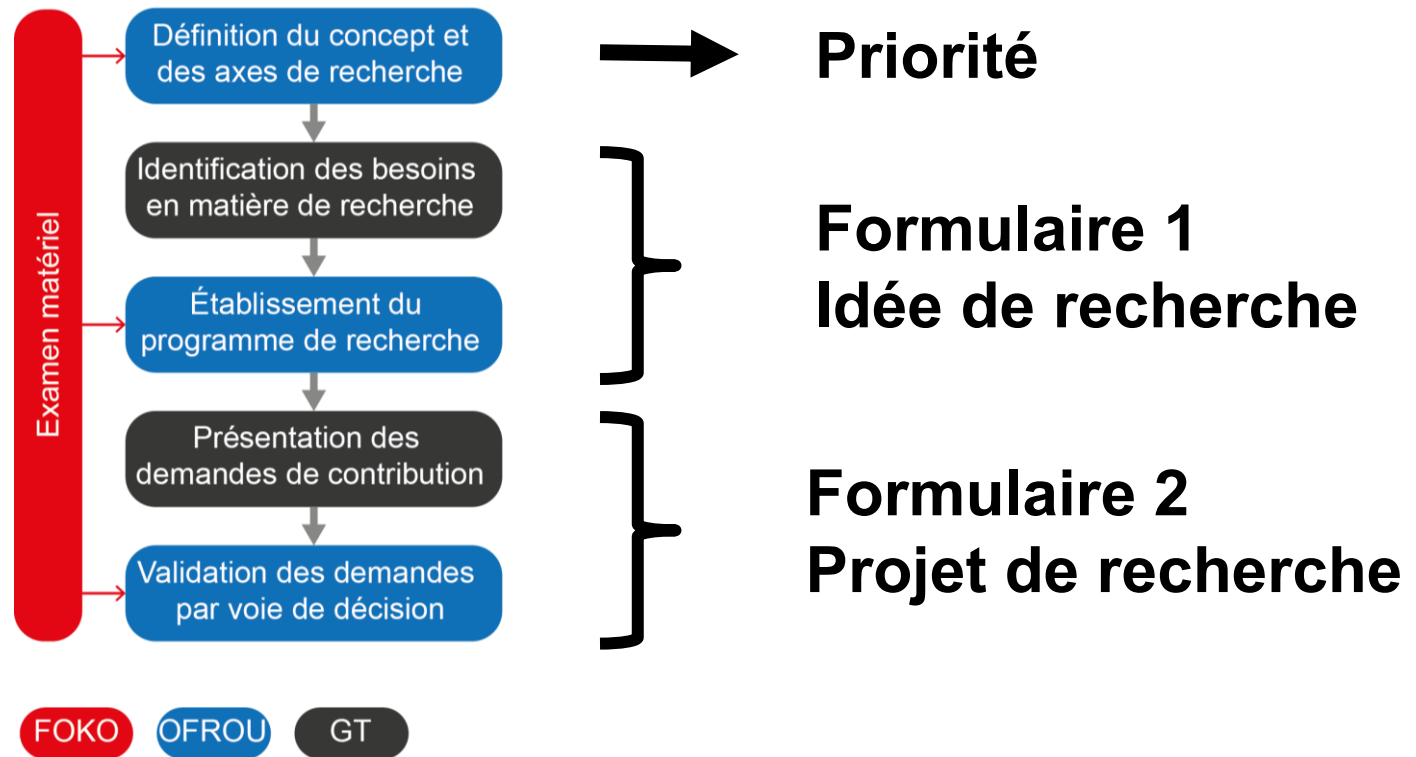 Examen matériel
Définition du concept et
des axes de recherche
Priorité
Identification des besoins
en matière de recherche
Établissement du
programme de recherche
Formulaire 1
Idée de recherche
Présentation des
demandes de contribution
Validation des demandes
par voie de décision
Formulaire 2
Projet de recherche
FOKO
OFROU
GT